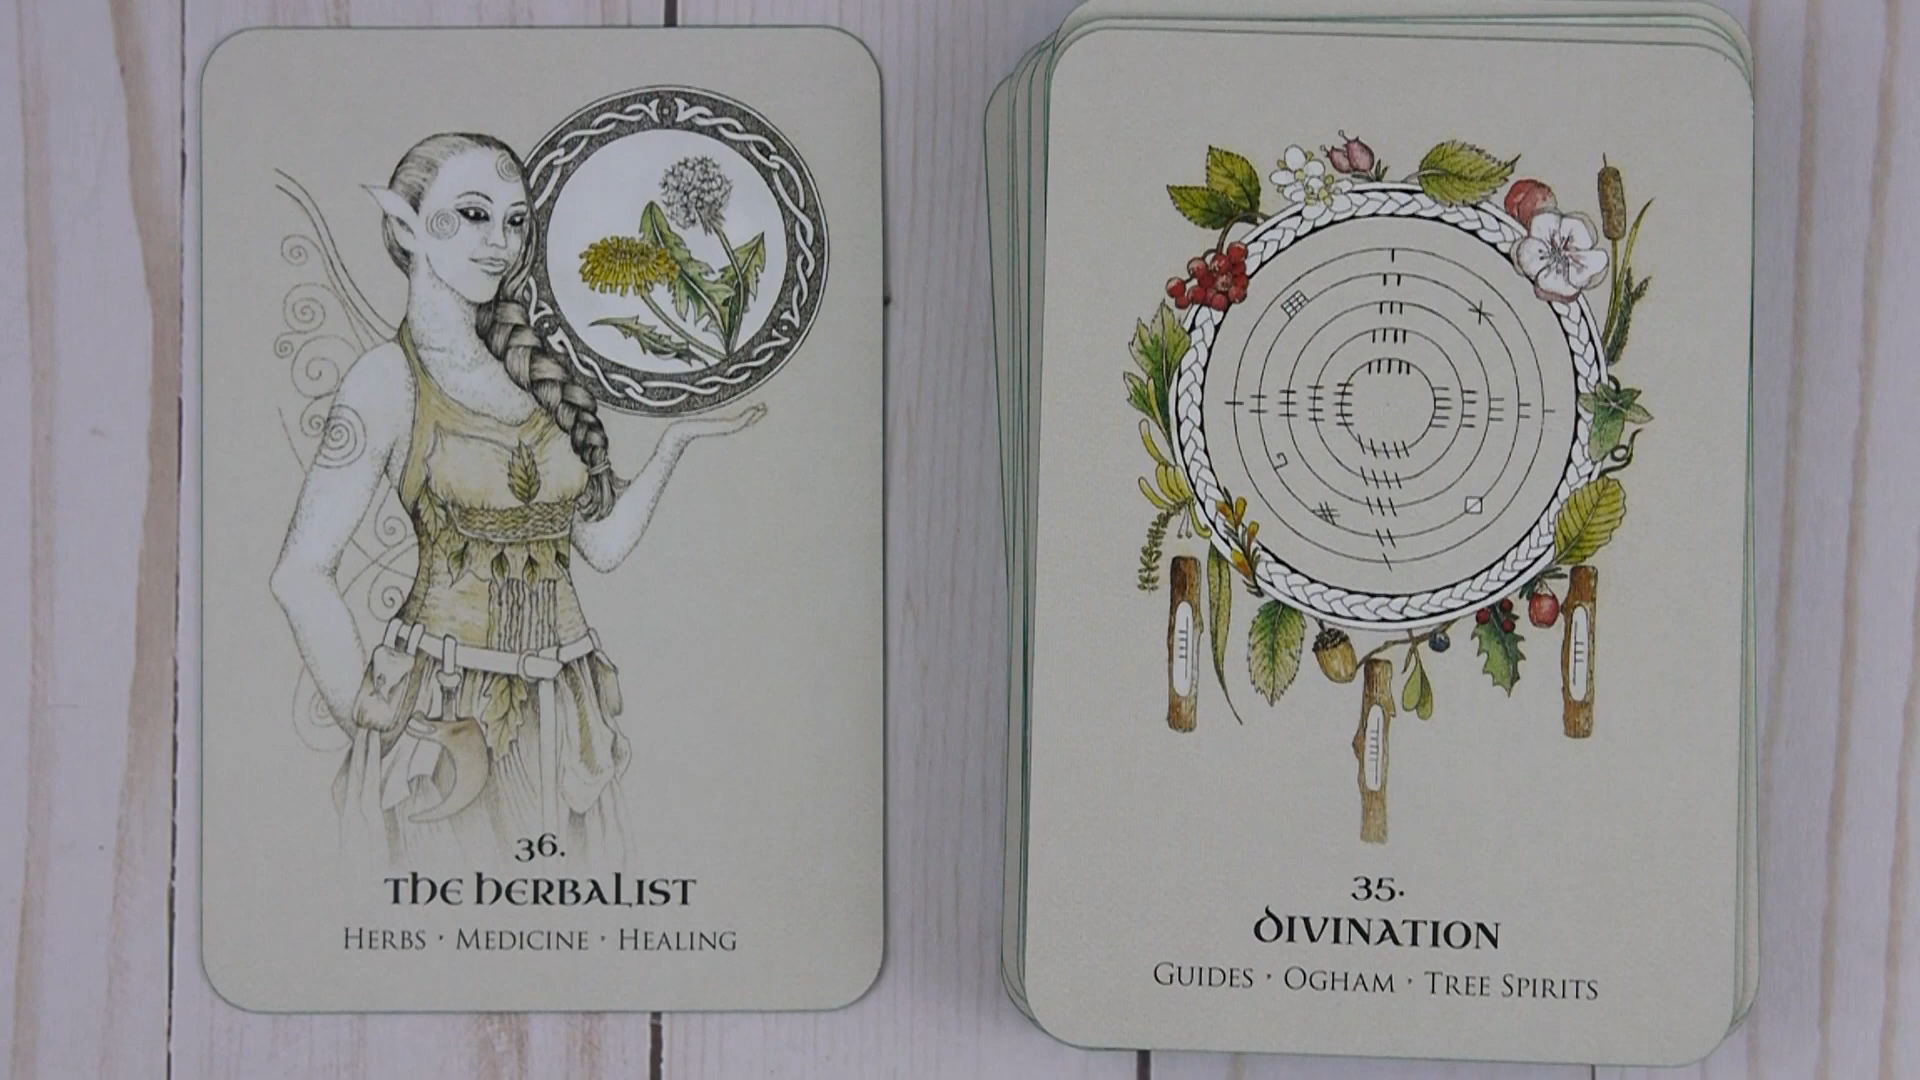 36.
The Herbalist
Herbs · Medicine · Healing
35.
Divination
Guides · Ogham · Tree Spirits